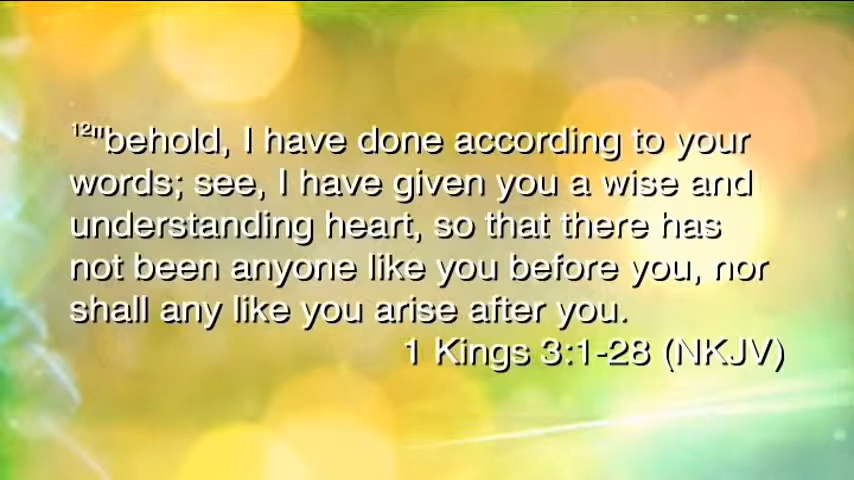 12"behold, I have done according to your
words; see, I have given you a wise and
understanding heart, so that there has
not been anyone like you before you, nor
shall any like you arise after you.
1 Kings 3:1-28 (NKJV)